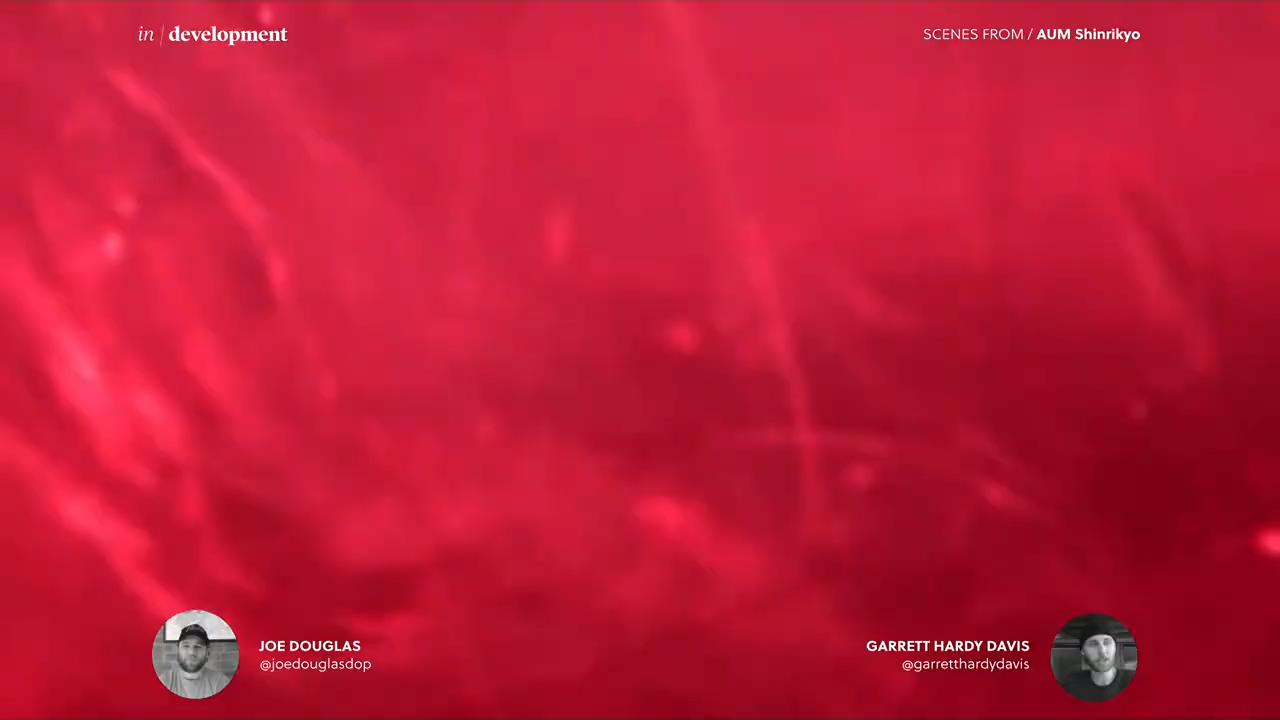 in | development
SCENES FROM / AUM Shinrikyo
JOE DOUGLAS
@joedouglasdop
GARRETT HARDY DAVIS
@garretthardydavis